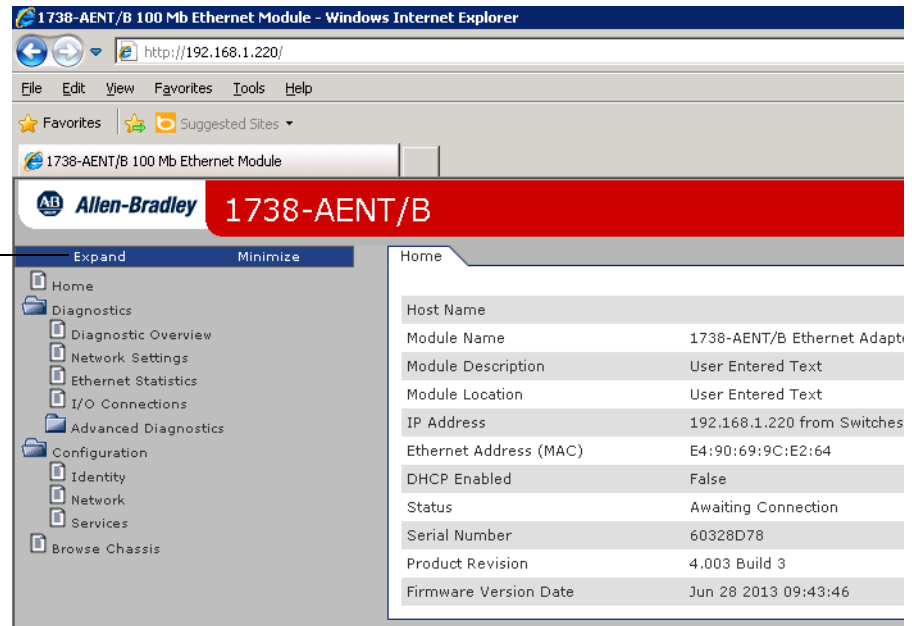 1738-AENT/B 100 Mb Ethernet Module - Windows Internet Explorer
http://192.168.1.220/
File Edit View Favorites Tools Help
Favorites Suggested Sites
1738-AENT/B 100 Mb Ethernet Module
AB Allen-Bradley 1738-AENT/B
Expand Minimize
Home
Diagnostics
Diagnostic Overview
Network Settings
Ethernet Statistics
I/O Connections
Advanced Diagnostics
Configuration
Identity
Network
Services
Browse Chassis
Home
Host Name
Module Name 1738-AENT/B Ethernet Adapte
Module Description User Entered Text
Module Location User Entered Text
IP Address 192.168.1.220 from Switches
Ethernet Address (MAC) E4:90:69:9C:E2:64
DHCP Enabled False
Status Awaiting Connection
Serial Number 60328D78
Product Revision 4.003 Build 3
Firmware Version Date Jun 28 2013 09:43:46